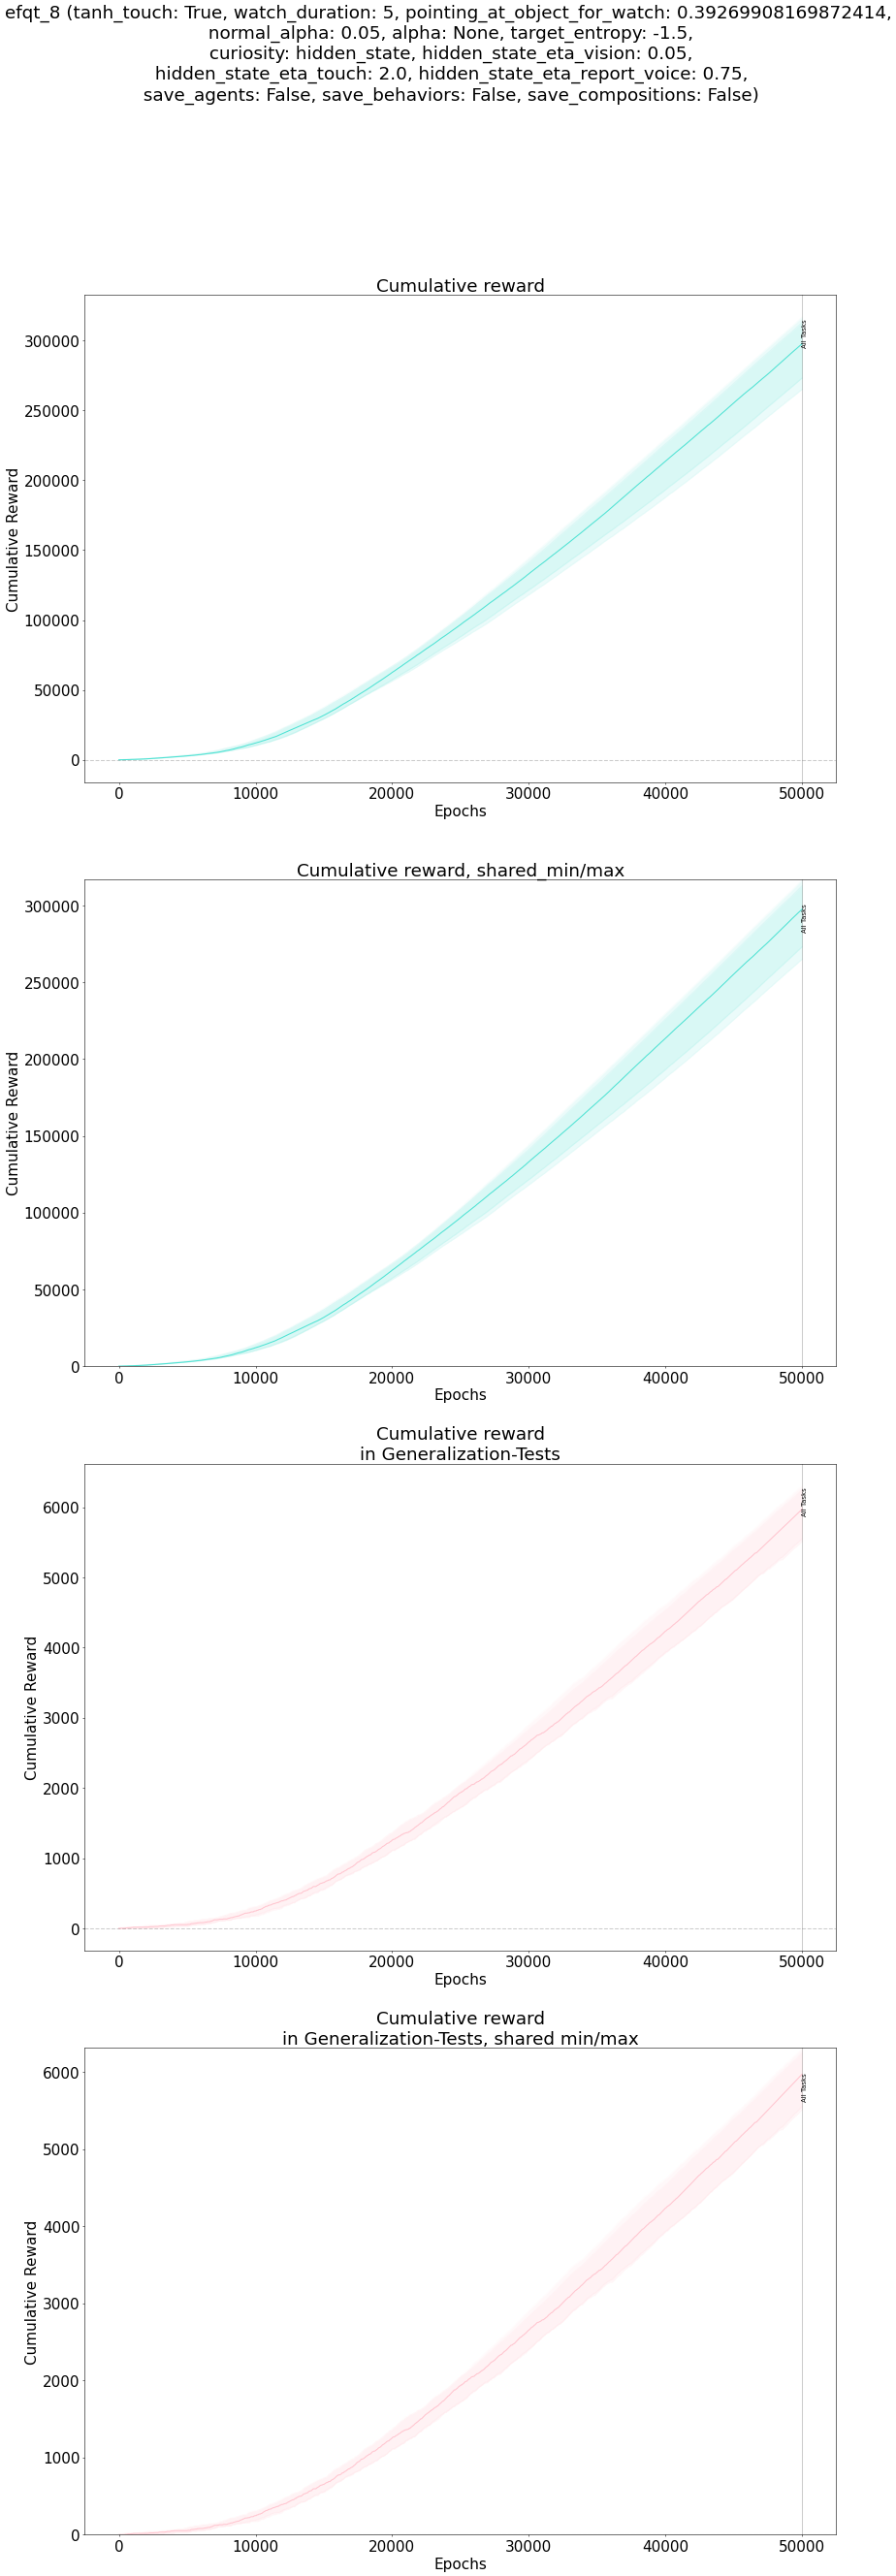 efqt_8 (tanh_touch: True, watch_duration: 5, pointing_at_object_for_watch: 0.39269908169872414,
normal_alpha: 0.05, alpha: None, target_entropy: -1.5,
curiosity: hidden_state, hidden_state_eta_vision: 0.05,
hidden_state_eta_touch: 2.0, hidden_state_eta_report_voice: 0.75,
save_agents: False, save_behaviors: False, save_compositions: False)
Cumulative reward
Cumulative Reward
300000
250000
200000
150000
100000
50000
0
All Tasks
0 10000 20000 30000 40000 50000
Epochs
Cumulative reward, shared_min/max
Cumulative Reward
300000
250000
200000
150000
100000
50000
0
All Tasks
0 10000 20000 30000 40000 50000
Epochs
Cumulative reward
in Generalization-Tests
Cumulative Reward
6000
5000
4000
3000
2000
1000
0
All Tasks
0 10000 20000 30000 40000 50000
Epochs
Cumulative reward
in Generalization-Tests, shared min/max
Cumulative Reward
6000
5000
4000
3000
2000
1000
0
All Tasks
0 10000 20000 30000 40000 50000
Epochs